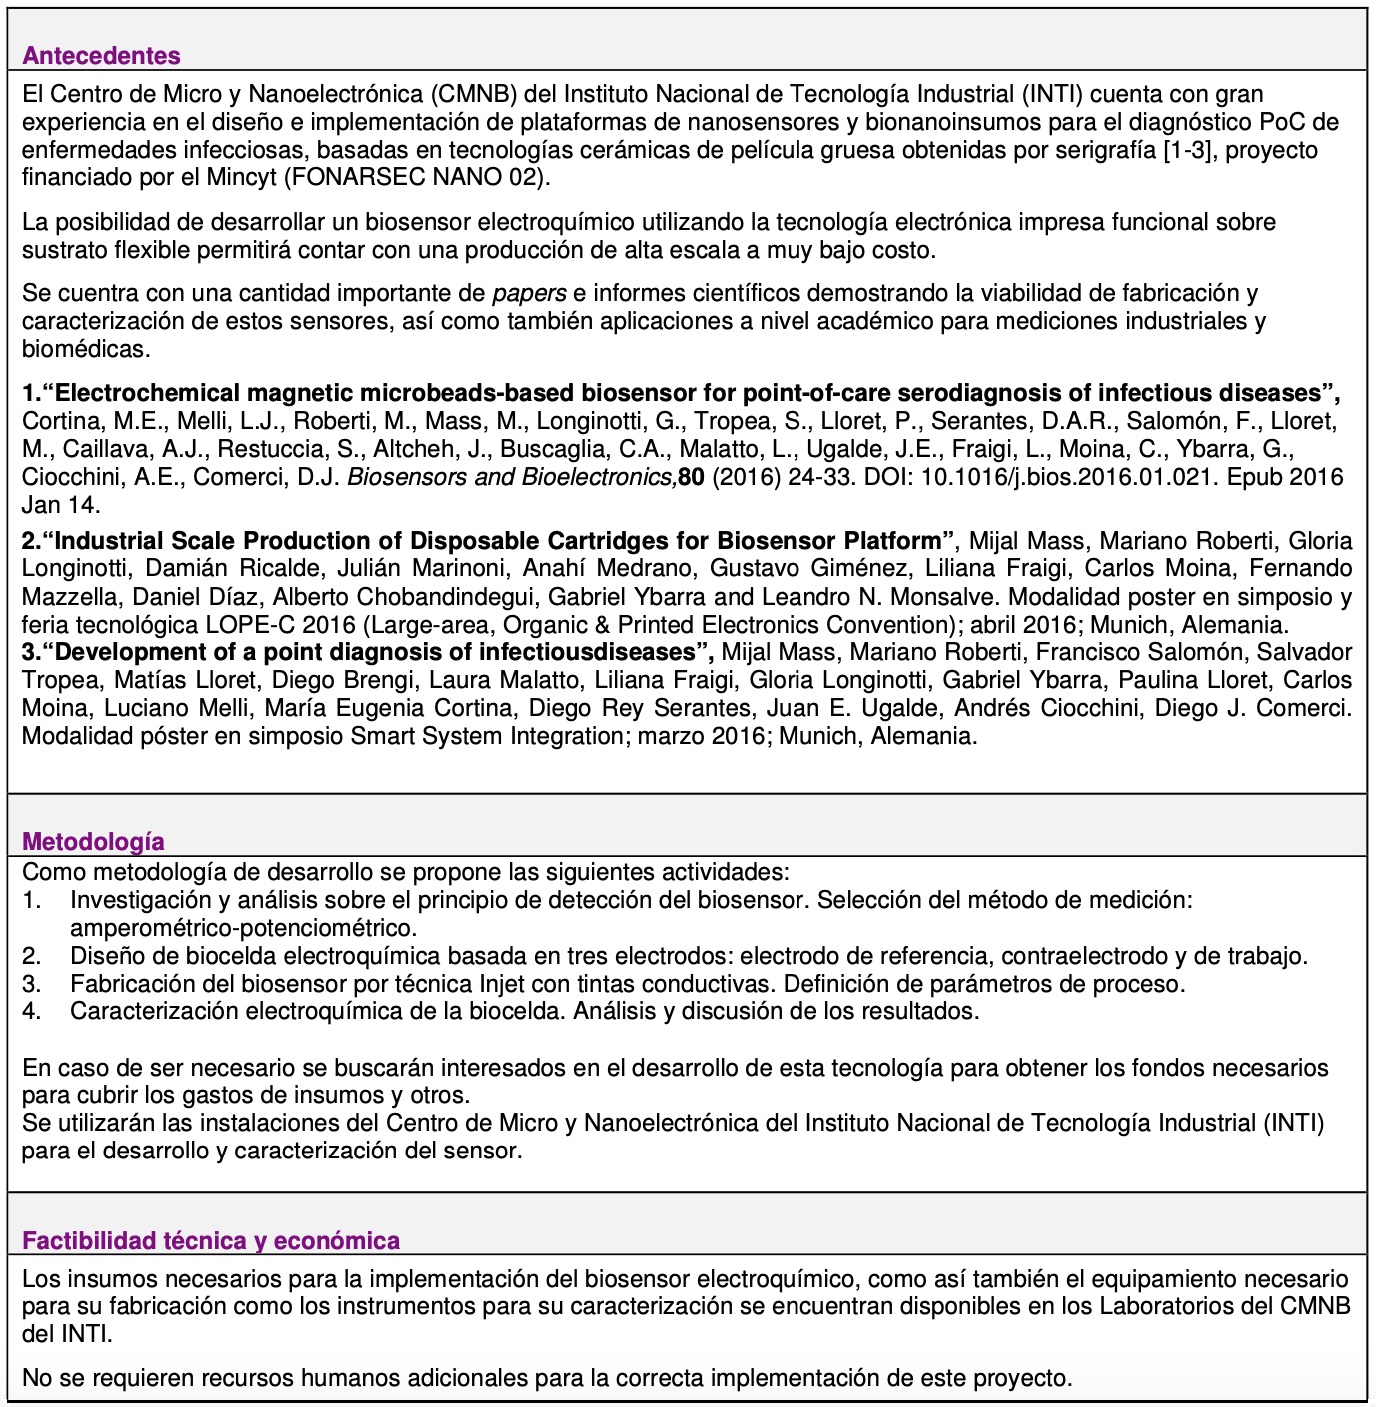 Antecedentes
El Centro de Micro y Nanoelectrónica (CMNB) del Instituto Nacional de Tecnología Industrial (INTI) cuenta con gran
experiencia en el diseño e implementación de plataformas de nanosensores y bionanoinsumos para el diagnóstico PoC de
enfermedades infecciosas, basadas en tecnologías cerámicas de película gruesa obtenidas por serigrafía [1-3], proyecto
financiado por el Mincyt (FONARSEC NANO 02).
La posibilidad de desarrollar un biosensor electroquímico utilizando la tecnología electrónica impresa funcional sobre
sustrato flexible permitirá contar con una producción de alta escala a muy bajo costo.
Se cuentra con una cantidad importante de papers e informes científicos demostrando la viabilidad de fabricación y
caracterización de estos sensores, así como también aplicaciones a nivel académico para mediciones industriales y
biomédicas.
1.“Electrochemical magnetic microbeads-based biosensor for point-of-care serodiagnosis of infectious diseases”,
Cortina, M.E., Melli, L.J., Roberti, M., Mass, M., Longinotti, G., Tropea, S., Lloret, P., Serantes, D.A.R., Salomón, F., Lloret,
M., Caillava, A.J., Restuccia, S., Altcheh, J., Buscaglia, C.A., Malatto, L., Ugalde, J.E., Fraigi, L., Moina, C., Ybarra, G.,
Ciocchini, A.E., Comerci, D.J. Biosensors and Bioelectronics,80 (2016) 24-33. DOI: 10.1016/j.bios.2016.01.021. Epub 2016
Jan 14.
2.“Industrial Scale Production of Disposable Cartridges for Biosensor Platform”, Mijal Mass, Mariano Roberti, Gloria
Longinotti, Damián Ricalde, Julián Marinoni, Anahí Medrano, Gustavo Giménez, Liliana Fraigi, Carlos Moina, Fernando
Mazzella, Daniel Díaz, Alberto Chobandindegui, Gabriel Ybarra and Leandro N. Monsalve. Modalidad poster en simposio y
feria tecnológica LOPE-C 2016 (Large-area, Organic & Printed Electronics Convention); abril 2016; Munich, Alemania.
3.“Development of a point diagnosis of infectiousdiseases”, Mijal Mass, Mariano Roberti, Francisco Salomón, Salvador
Tropea, Matías Lloret, Diego Brengi, Laura Malatto, Liliana Fraigi, Gloria Longinotti, Gabriel Ybarra, Paulina Lloret, Carlos
Moina, Luciano Melli, María Eugenia Cortina, Diego Rey Serantes, Juan E. Ugalde, Andrés Ciocchini, Diego J. Comerci.
Modalidad póster en simposio Smart System Integration; marzo 2016; Munich, Alemania.
Metodología
Como metodología de desarrollo se propone las siguientes actividades:
1. Investigación y análisis sobre el principio de detección del biosensor. Selección del método de medición:
amperométrico-potenciométrico.
2. Diseño de biocelda electroquímica basada en tres electrodos: electrodo de referencia, contraelectrodo y de trabajo.
3. Fabricación del biosensor por técnica Injet con tintas conductivas. Definición de parámetros de proceso.
4. Caracterización electroquímica de la biocelda. Análisis y discusión de los resultados.
En caso de ser necesario se buscarán interesados en el desarrollo de esta tecnología para obtener los fondos necesarios
para cubrir los gastos de insumos y otros.
Se utilizarán las instalaciones del Centro de Micro y Nanoelectrónica del Instituto Nacional de Tecnología Industrial (INTI)
para el desarrollo y caracterización del sensor.
Factibilidad técnica y económica
Los insumos necesarios para la implementación del biosensor electroquímico, como así también el equipamiento necesario
para su fabricación como los instrumentos para su caracterización se encuentran disponibles en los Laboratorios del CMNB
del INTI.
No se requieren recursos humanos adicionales para la correcta implementación de este proyecto.